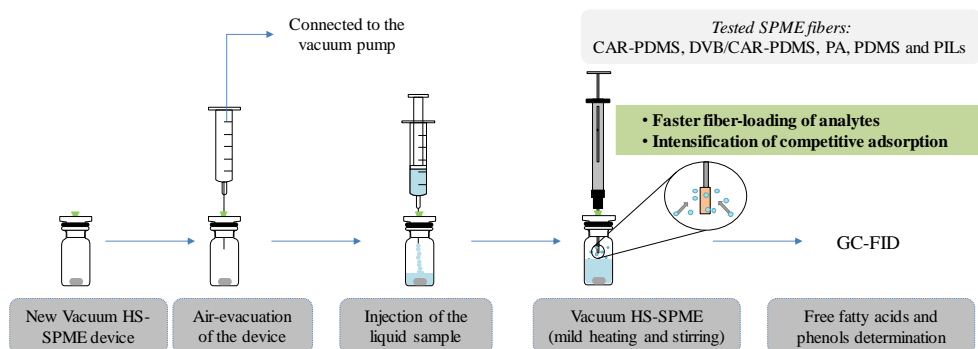 Connected to the
vacuum pump
Tested SPME fibers:
CAR-PDMS, DVB/CAR-PDMS, PA, PDMS and PILs
• Faster fiber-loading of analytes
• Intensification of competitive adsorption
GC-FID
New Vacuum HS-
SPME device
Air-evacuation
of the device
Injection of the
liquid sample
Vacuum HS-SPME
(mild heating and stirring)
Free fatty acids and
phenols determination